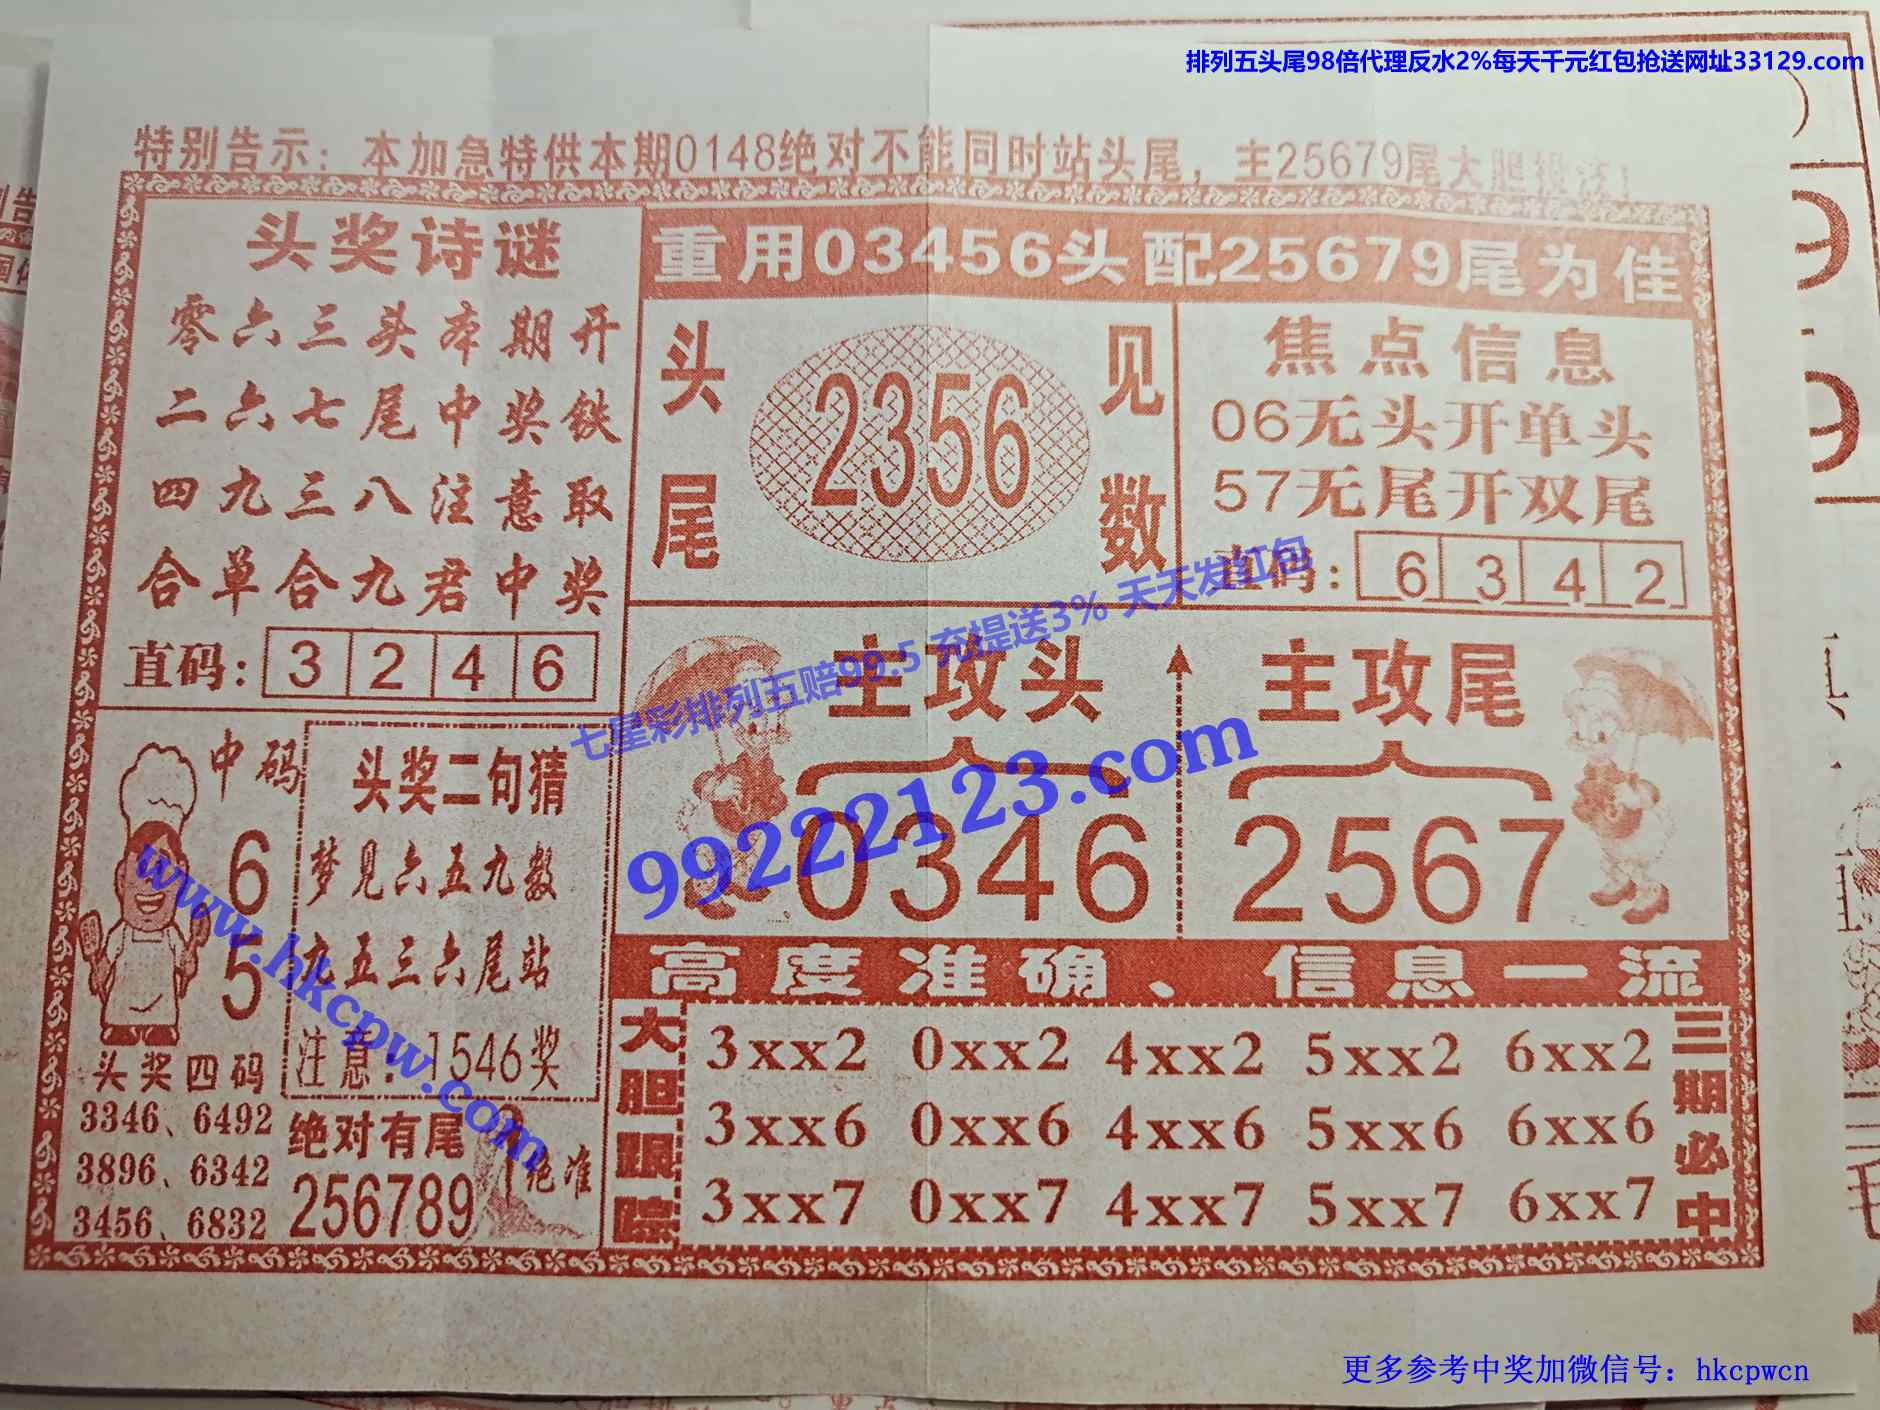 排列五头尾98倍代理反水2%每天千元红包抢送网址33129.com
特别告示：本加急特供本期0148绝对不能同时站头尾，主25679尾大胆投注！
头奖诗谜
零六三头本期开
二六七尾中奖铁
四九三八注意取
合单合九君中奖
直码：3246
重用03456头配25679尾为佳
头尾
2356
见数
焦点信息
06无头开单头
57无尾开双尾
直码：6342
七星彩排列五赔99.5 充提送3% 天天发红包
99222123.com
主攻头
0346
主攻尾
2567
中码
6
5
头奖二句猜
梦见六五九数
九五三六尾站
注意：1546奖
www.hkcpw.com
头奖四码
3346、6492
3896、6342
3456、6832
绝对有尾
256789
绝准
高度准确、信息一流
大胆跟踪
3xx2 0xx2 4xx2 5xx2 6xx2
3xx6 0xx6 4xx6 5xx6 6xx6
3xx7 0xx7 4xx7 5xx7 6xx7
三期必中
更多参考中奖加微信号：hkcpwcn